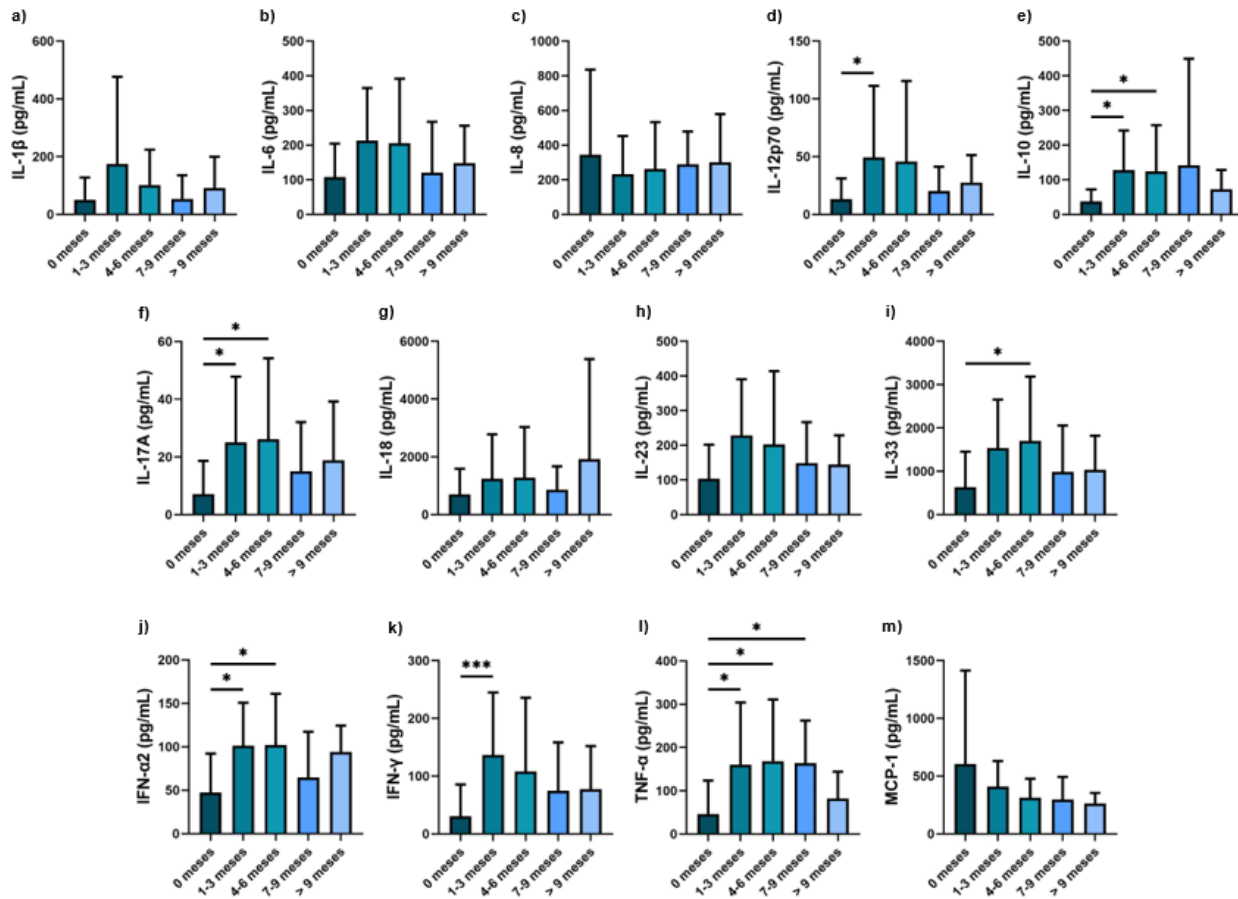 a)
600
400
200
0
IL-1β (pg/mL)
0 meses
1-3 meses
4-6 meses
7-9 meses
> 9 meses
b)
500
400
300
200
100
0
IL-6 (pg/mL)
0 meses
1-3 meses
4-6 meses
7-9 meses
> 9 meses
c)
1000
800
600
400
200
0
IL-8 (pg/mL)
0 meses
1-3 meses
4-6 meses
7-9 meses
> 9 meses
d)
150
100
50
0
IL-12p70 (pg/mL)
*
0 meses
1-3 meses
4-6 meses
7-9 meses
> 9 meses
e)
500
400
300
200
100
0
IL-10 (pg/mL)
*
*
0 meses
1-3 meses
4-6 meses
7-9 meses
> 9 meses
f)
60
40
20
0
IL-17A (pg/mL)
*
*
0 meses
1-3 meses
4-6 meses
7-9 meses
> 9 meses
g)
6000
4000
2000
0
IL-18 (pg/mL)
0 meses
1-3 meses
4-6 meses
7-9 meses
> 9 meses
h)
500
400
300
200
100
0
IL-23 (pg/mL)
0 meses
1-3 meses
4-6 meses
7-9 meses
> 9 meses
i)
4000
3000
2000
1000
0
IL-33 (pg/mL)
*
0 meses
1-3 meses
4-6 meses
7-9 meses
> 9 meses
j)
200
150
100
50
0
IFN-α2 (pg/mL)
*
*
0 meses
1-3 meses
4-6 meses
7-9 meses
> 9 meses
k)
300
200
100
0
IFN-γ (pg/mL)
***
0 meses
1-3 meses
4-6 meses
7-9 meses
> 9 meses
l)
400
300
200
100
0
TNF-α (pg/mL)
*
*
*
0 meses
1-3 meses
4-6 meses
7-9 meses
> 9 meses
m)
1500
1000
500
0
MCP-1 (pg/mL)
0 meses
1-3 meses
4-6 meses
7-9 meses
> 9 meses